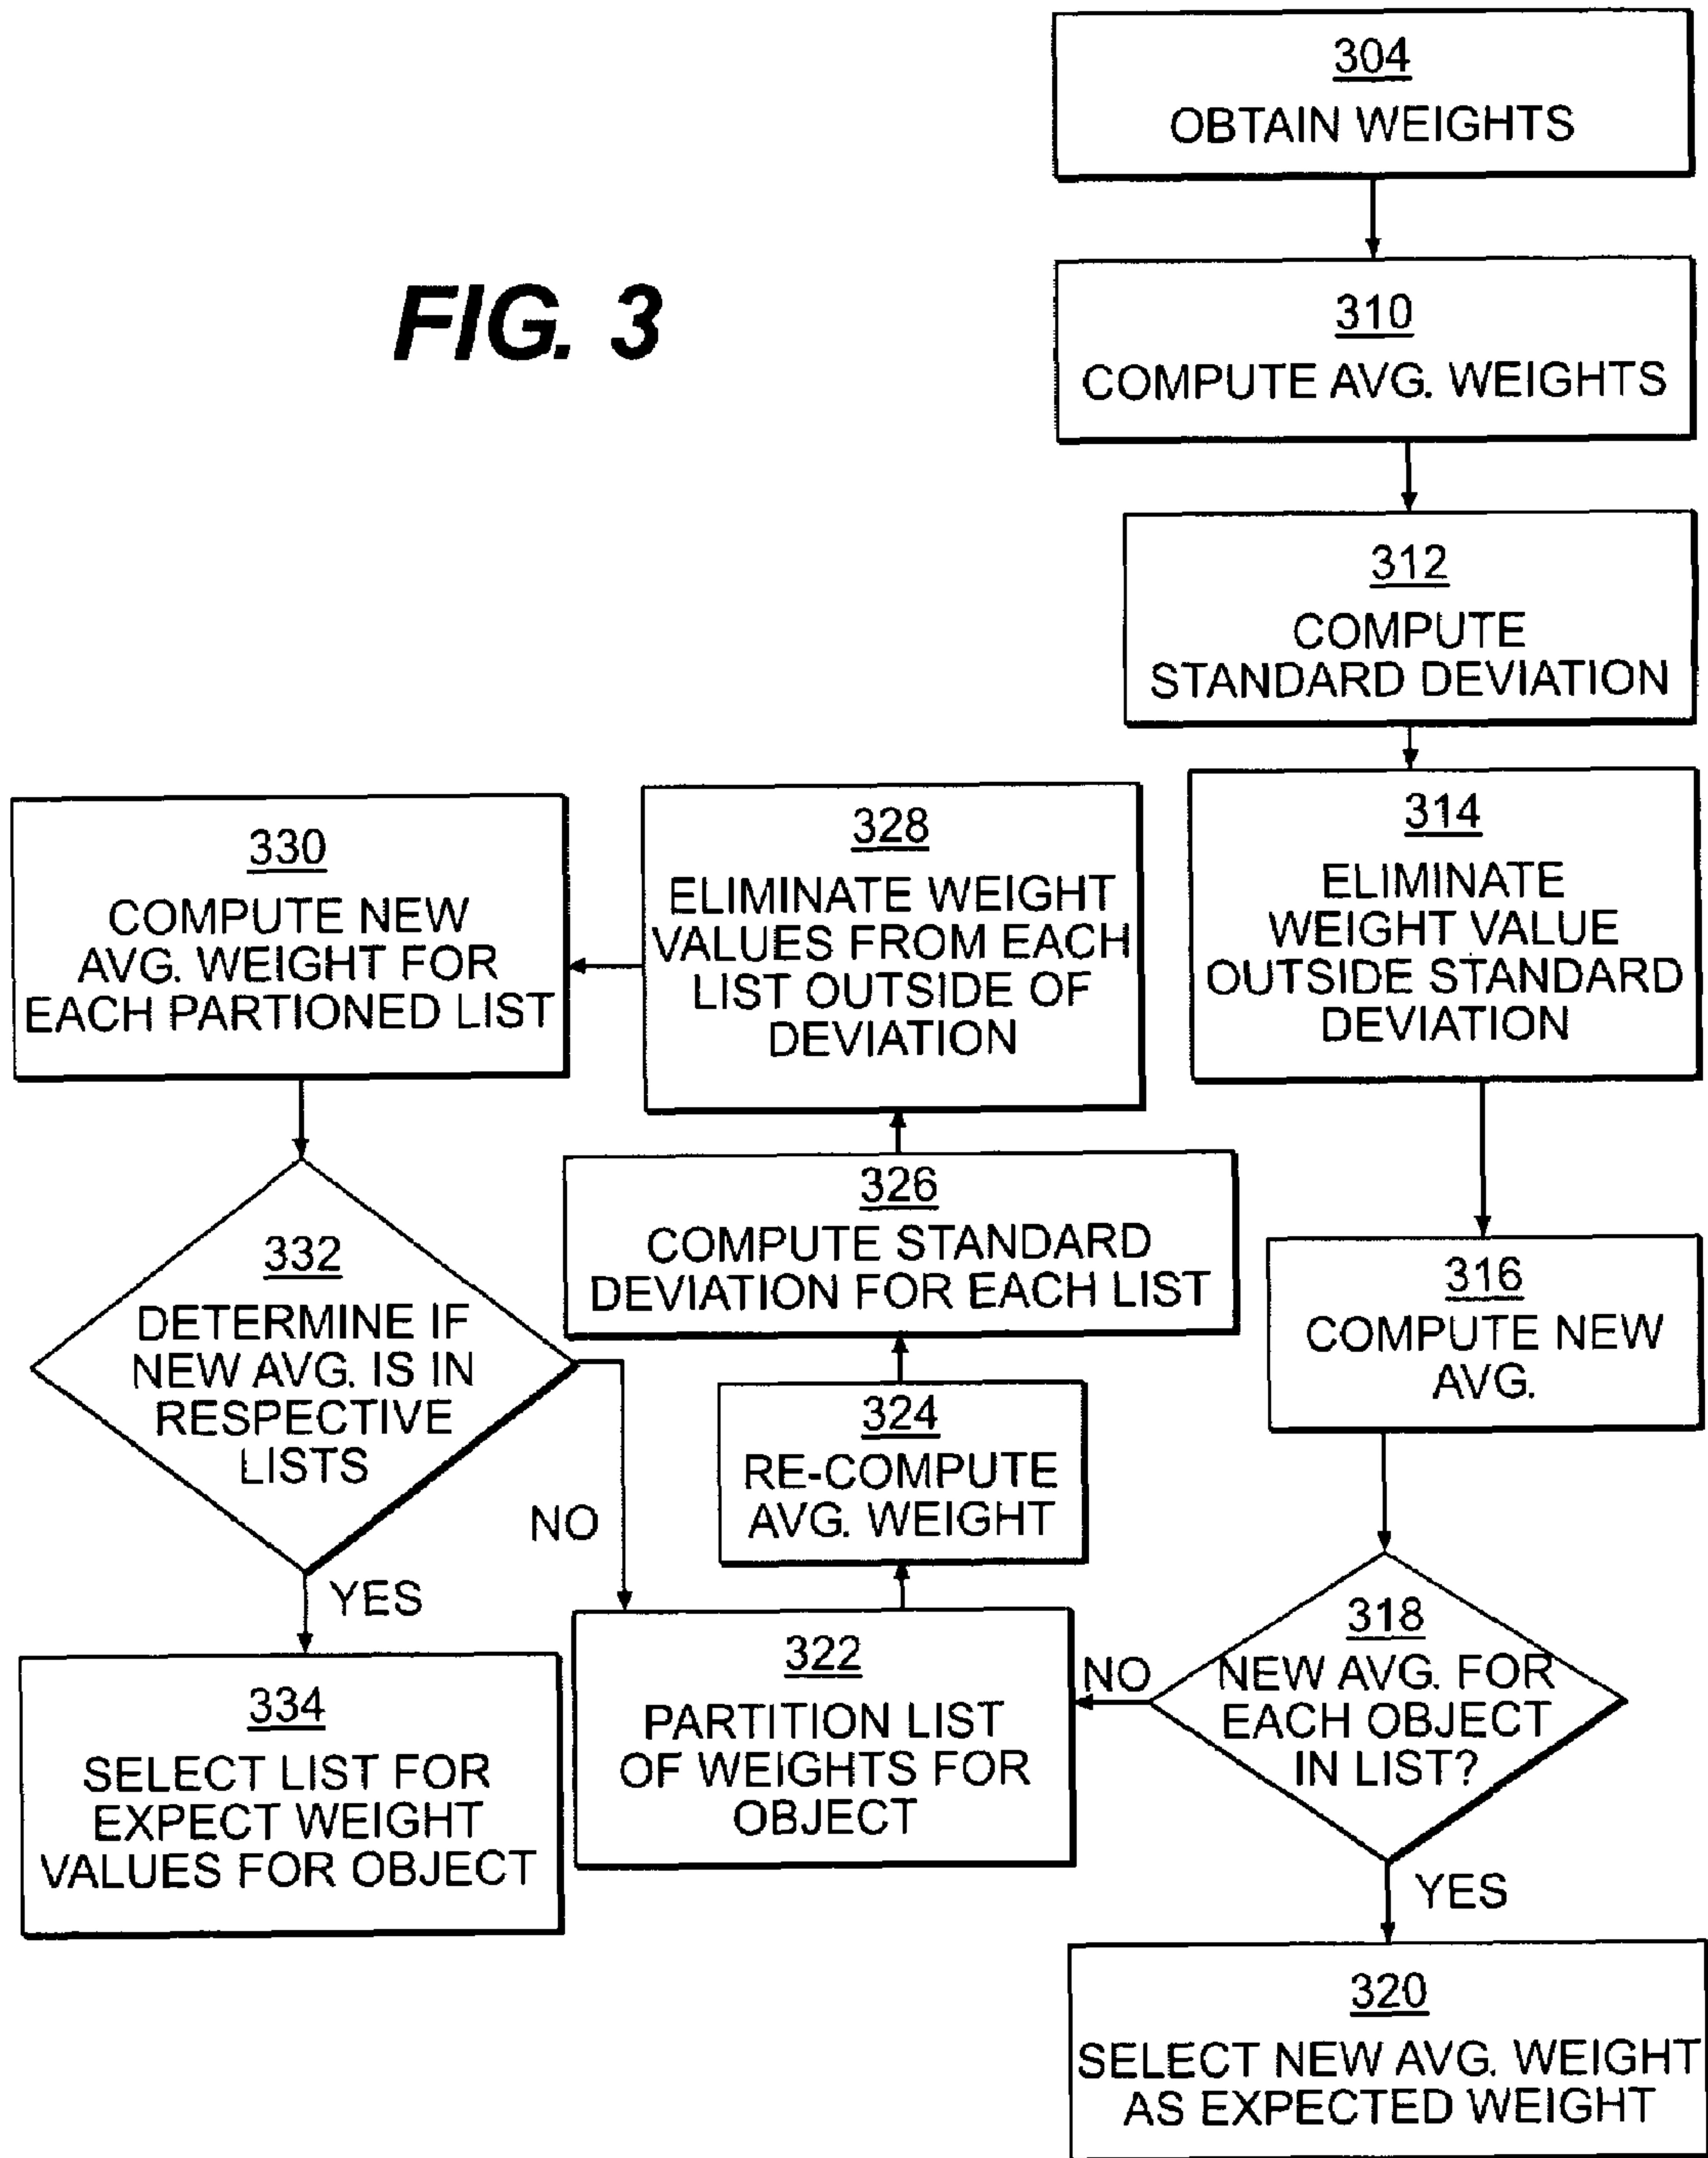 FIG. 3
304
OBTAIN WEIGHTS
310
COMPUTE AVG. WEIGHTS
312
COMPUTE
STANDARD DEVIATION
314
ELIMINATE
WEIGHT VALUE
OUTSIDE STANDARD
DEVIATION
316
COMPUTE NEW
AVG.
318
NEW AVG. FOR
EACH OBJECT
IN LIST?
YES
320
SELECT NEW AVG. WEIGHT
AS EXPECTED WEIGHT
NO
322
PARTITION LIST
OF WEIGHTS FOR
OBJECT
324
RE-COMPUTE
AVG. WEIGHT
326
COMPUTE STANDARD
DEVIATION FOR EACH LIST
328
ELIMINATE WEIGHT
VALUES FROM EACH
LIST OUTSIDE OF
DEVIATION
330
COMPUTE NEW
AVG. WEIGHT FOR
EACH PARTIONED LIST
332
DETERMINE IF
NEW AVG. IS IN
RESPECTIVE
LISTS
NO
YES
334
SELECT LIST FOR
EXPECT WEIGHT
VALUES FOR OBJECT